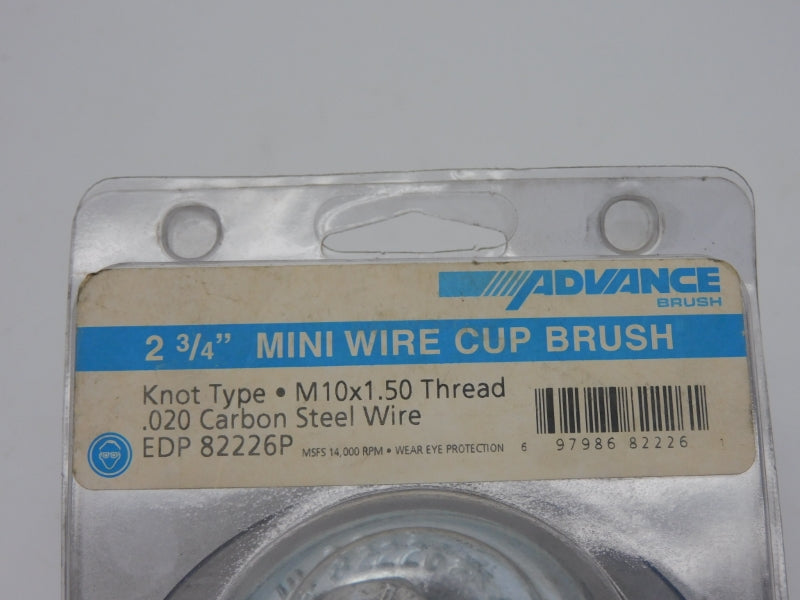 ADVANCE
BRUSH
2 3/4" MINI WIRE CUP BRUSH
Knot Type • M10x1.50 Thread
.020 Carbon Steel Wire
EDP 82226P MSFS 14,000 RPM • WEAR EYE PROTECTION
6 97986 82226 1